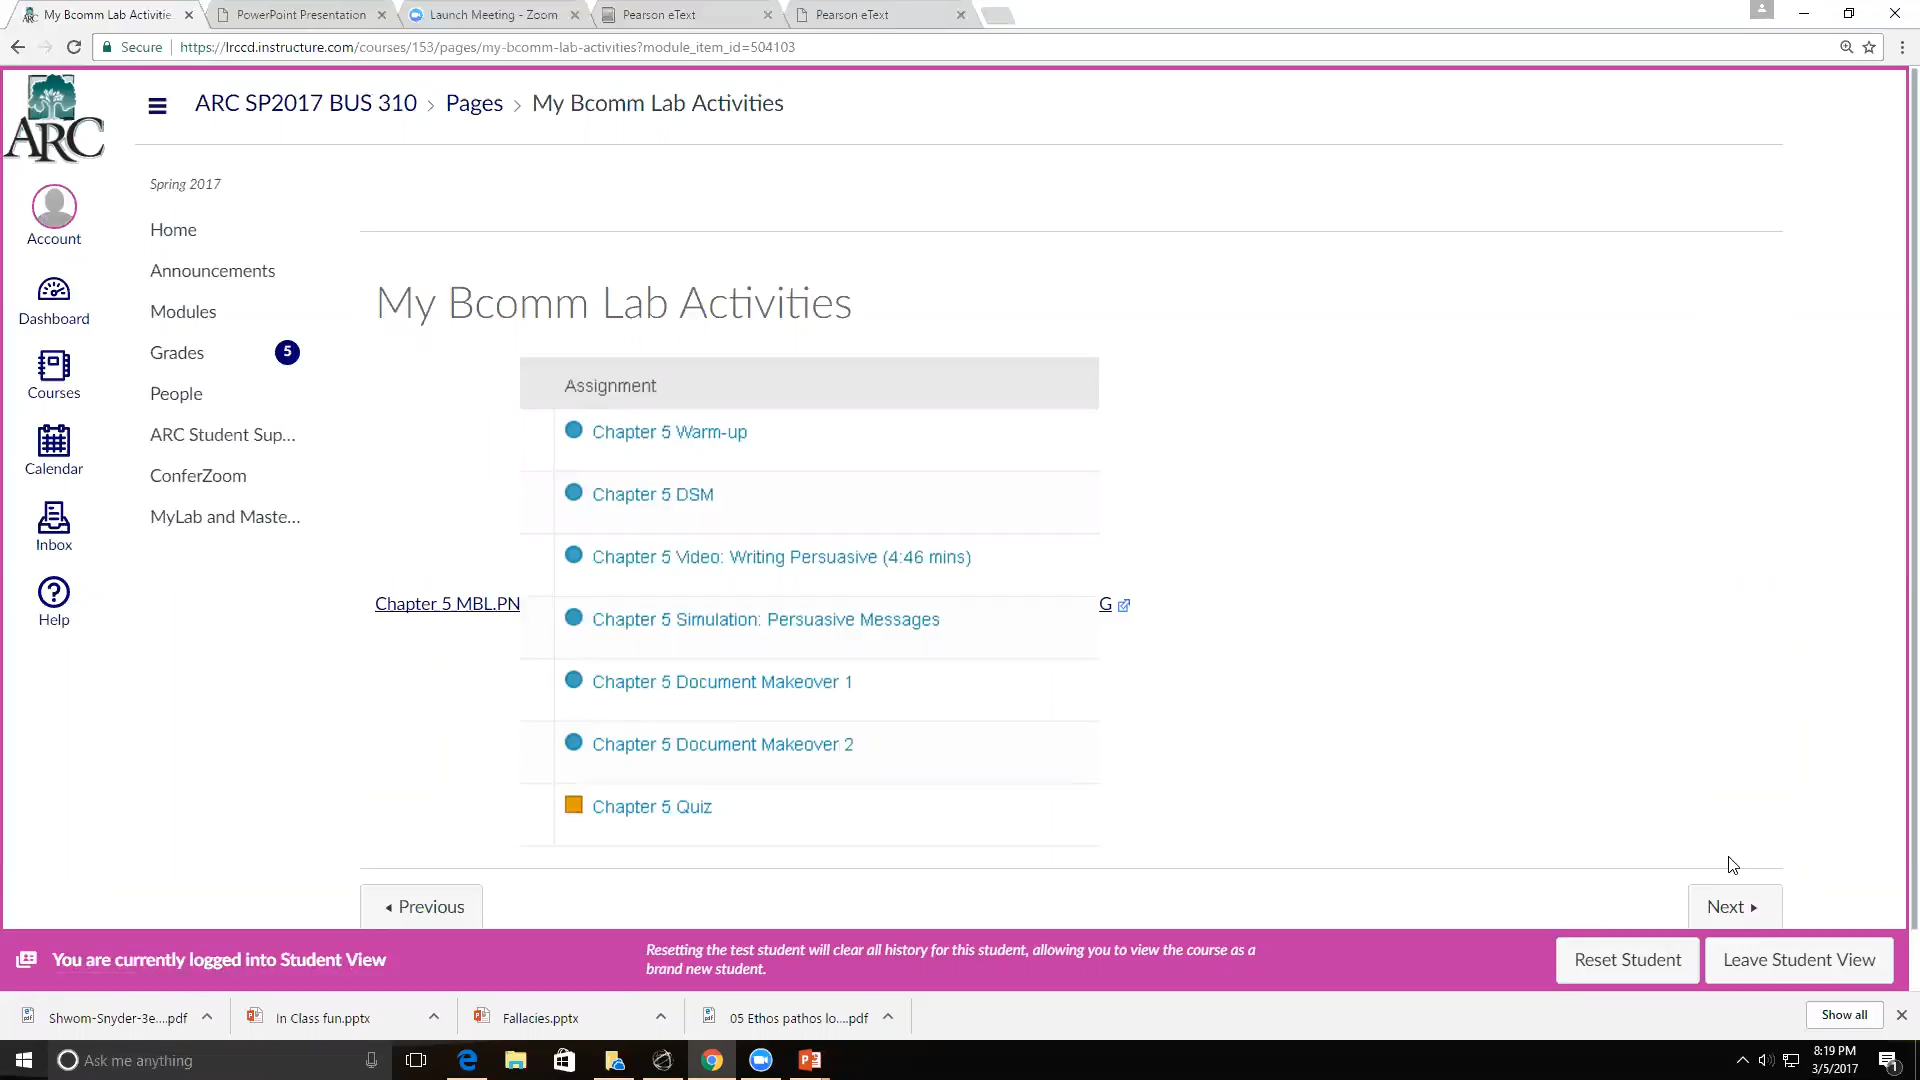 My Bcomm Lab Activitie
PowerPoint Presentation
Launch Meeting - Zoom
Pearson eText
Pearson eText
Secure
https://lrccd.instructure.com/courses/153/pages/my-bcomm-lab-activities?module_item_id=504103
ARC
ARC SP2017 BUS 310 › Pages › My Bcomm Lab Activities
Account
Dashboard
Courses
Calendar
Inbox
Help
Spring 2017
Home
Announcements
Modules
Grades
5
People
ARC Student Sup...
ConferZoom
MyLab and Maste...
My Bcomm Lab Activities
Assignment
Chapter 5 Warm-up
Chapter 5 DSM
Chapter 5 Video: Writing Persuasive (4:46 mins)
Chapter 5 MBL.PN
G
Chapter 5 Simulation: Persuasive Messages
Chapter 5 Document Makeover 1
Chapter 5 Document Makeover 2
Chapter 5 Quiz
Previous
Next
You are currently logged into Student View
Resetting the test student will clear all history for this student, allowing you to view the course as a
brand new student.
Reset Student
Leave Student View
Shwom-Snyder-3e....pdf
In Class fun.pptx
Fallacies.pptx
05 Ethos pathos lo....pdf
Show all
Ask me anything
8:19 PM
3/5/2017
1